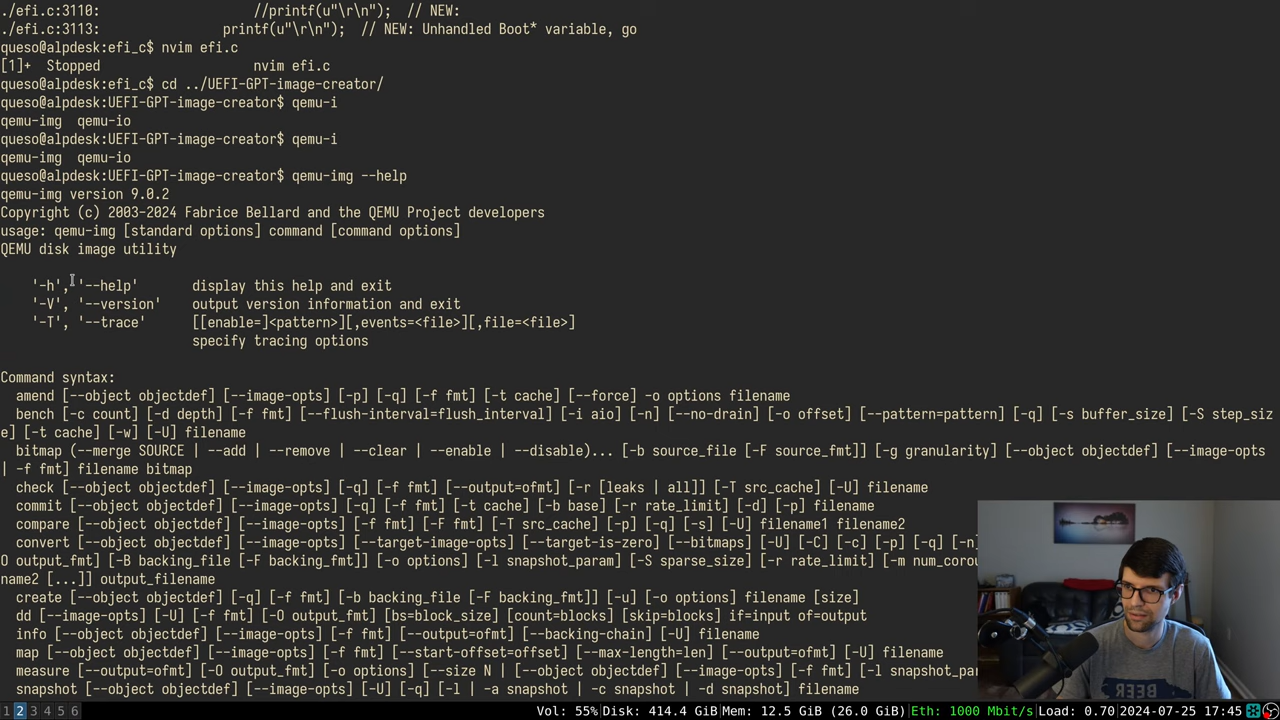 ./efi.c:3110:                    //printf(u"\r\n");  // NEW:
./efi.c:3113:                printf(u"\r\n");  // NEW: Unhandled Boot* variable, go
queso@alpdesk:efi_c$ nvim efi.c
[1]+  Stopped                 nvim efi.c
queso@alpdesk:efi_c$ cd ../UEFI-GPT-image-creator/
queso@alpdesk:UEFI-GPT-image-creator$ qemu-i
qemu-img  qemu-io
queso@alpdesk:UEFI-GPT-image-creator$ qemu-i
qemu-img  qemu-io
queso@alpdesk:UEFI-GPT-image-creator$ qemu-img --help
qemu-img version 9.0.2
Copyright (c) 2003-2024 Fabrice Bellard and the QEMU Project developers
usage: qemu-img [standard options] command [command options]
QEMU disk image utility
    '-h', '--help'       display this help and exit
    '-V', '--version'    output version information and exit
    '-T', '--trace'      [[enable=]<pattern>][,events=<file>][,file=<file>]
                         specify tracing options
Command syntax:
  amend [--object objectdef] [--image-opts] [-p] [-q] [-f fmt] [-t cache] [--force] -o options filename
  bench [-c count] [-d depth] [-f fmt] [--flush-interval=flush_interval] [-i aio] [-n] [--no-drain] [-o offset] [--pattern=pattern] [-q] [-s buffer_size] [-S step_siz
e] [-t cache] [-w] [-U] filename
  bitmap (--merge SOURCE | --add | --remove | --clear | --enable | --disable)... [-b source_file [-F source_fmt]] [-g granularity] [--object objectdef] [--image-opts
| -f fmt] filename bitmap
  check [--object objectdef] [--image-opts] [-q] [-f fmt] [--output=ofmt] [-r [leaks | all]] [-T src_cache] [-U] filename
  commit [--object objectdef] [--image-opts] [-q] [-f fmt] [-t cache] [-b base] [-r rate_limit] [-d] [-p] filename
  compare [--object objectdef] [--image-opts] [-f fmt] [-F fmt] [-T src_cache] [-p] [-q] [-s] [-U] filename1 filename2
  convert [--object objectdef] [--image-opts] [--target-image-opts] [--target-is-zero] [--bitmaps] [-U] [-C] [-c] [-p] [-q] [-n]
O output_fmt] [-B backing_file [-F backing_fmt]] [-o options] [-l snapshot_param] [-S sparse_size] [-r rate_limit] [-m num_corou
name2 [...]] output_filename
  create [--object objectdef] [-q] [-f fmt] [-b backing_file [-F backing_fmt]] [-u] [-o options] filename [size]
  dd [--image-opts] [-U] [-f fmt] [-O output_fmt] [bs=block_size] [count=blocks] [skip=blocks] if=input of=output
  info [--object objectdef] [--image-opts] [-f fmt] [--output=ofmt] [--backing-chain] [-U] filename
  map [--object objectdef] [--image-opts] [-f fmt] [--start-offset=offset] [--max-length=len] [--output=ofmt] [-U] filename
  measure [--output=ofmt] [-O output_fmt] [-o options] [--size N | [--object objectdef] [--image-opts] [-f fmt] [-l snapshot_par
  snapshot [--object objectdef] [--image-opts] [-U] [-q] [-l | -a snapshot | -c snapshot | -d snapshot] filename
BEER
1 2 3 4 5 6
Vol: 55% Disk: 414.4 GiB Mem: 12.5 GiB (26.0 GiB) Eth: 1000 Mbit/s Load: 0.70 2024-07-25 17:45